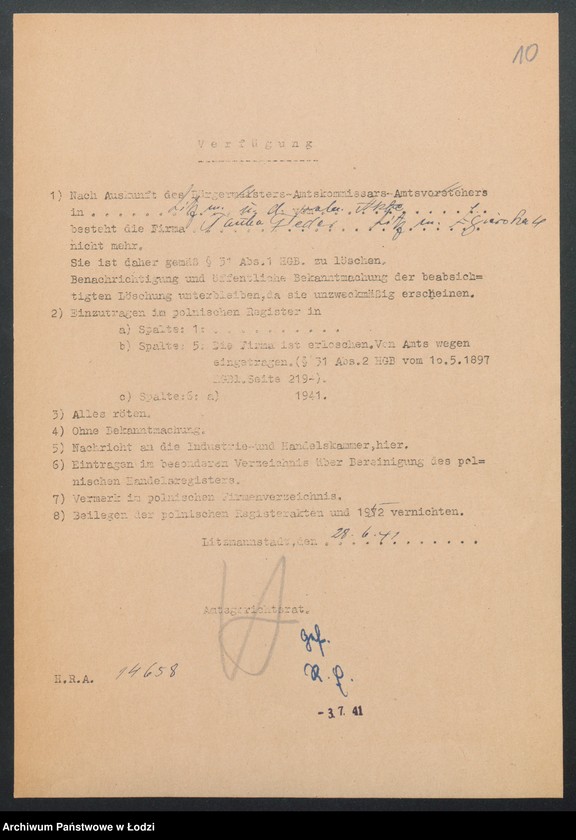 10
Verfügung
1) Nach Auskunft des Bürgermeisters-Amtskommissars-Amtsvorstehers
in
besteht die Firma
nicht mehr.
Sie ist daher gemäß § 31 Abs.1 HGB. zu löschen.
Benachrichtigung und öffentliche Bekanntmachung der beabsich=
tigten Löschung unterbleiben,da sie unzweckmäßig erscheinen.
2) Einzutragen im polnischen Register in
a) Spalte: 1: . . . . . . . . . . .
b) Spalte: 5: Die Firma ist erloschen.Von Amts wegen
eingetragen.(§ 31 Abs.2 HGB vom 10.5.1897
RGBl.Seite 219-).
c) Spalte:6: a) 1941.
3) Alles röten.
4) Ohne Bekanntmachung.
5) Nachricht an die Industrie-und Handelskammer,hier.
6) Eintragen im besonderen Verzeichnis über Bereinigung des pol=
nischen Handelsregisters.
7) Vermerk im polnischen Firmenverzeichnis.
8) Beilegen der polnischen Registerakten und vernichten.
Litzmannstadt,den 28.6.41
Amtsgerichtsrat.
gef.
H.R.A. 14658
-3.7.41
Archiwum Państwowe w Łodzi